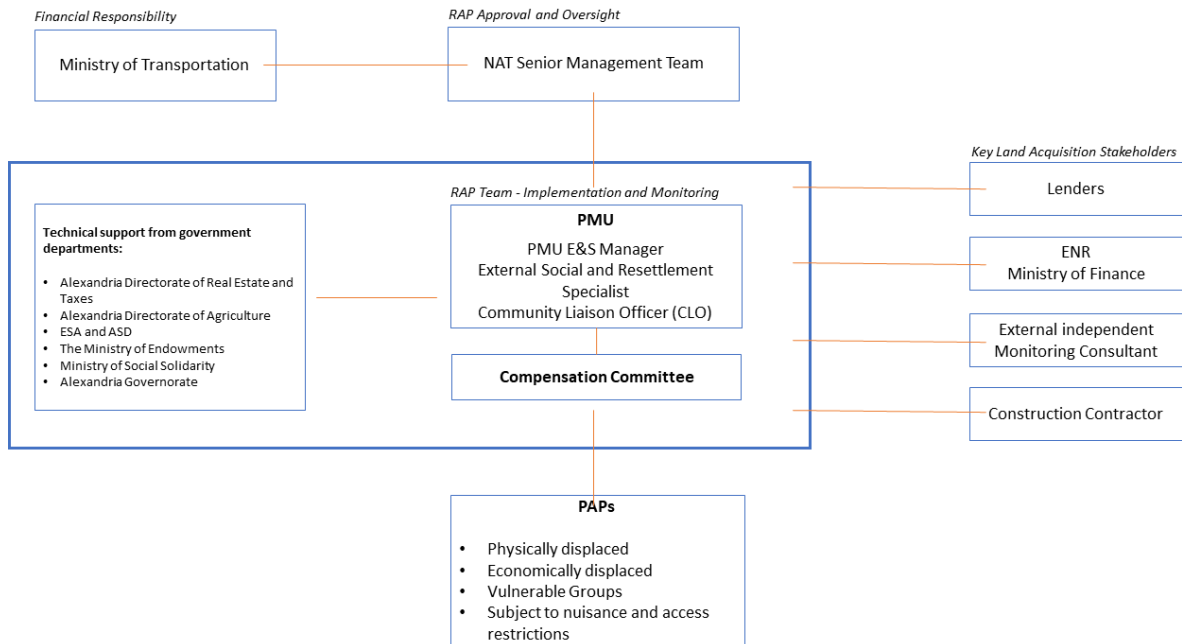 Financial Responsibility
Ministry of Transportation
RAP Approval and Oversight
NAT Senior Management Team
Key Land Acquisition Stakeholders
Lenders
ENR
Ministry of Finance
External independent
Monitoring Consultant
Construction Contractor
Technical support from government
departments:
• Alexandria Directorate of Real Estate and
Taxes
• Alexandria Directorate of Agriculture
• ESA and ASD
• The Ministry of Endowments
• Ministry of Social Solidarity
• Alexandria Governorate
RAP Team - Implementation and Monitoring
PMU
PMU E&S Manager
External Social and Resettlement
Specialist
Community Liaison Officer (CLO)
Compensation Committee
PAPs
• Physically displaced
• Economically displaced
• Vulnerable Groups
• Subject to nuisance and access
restrictions